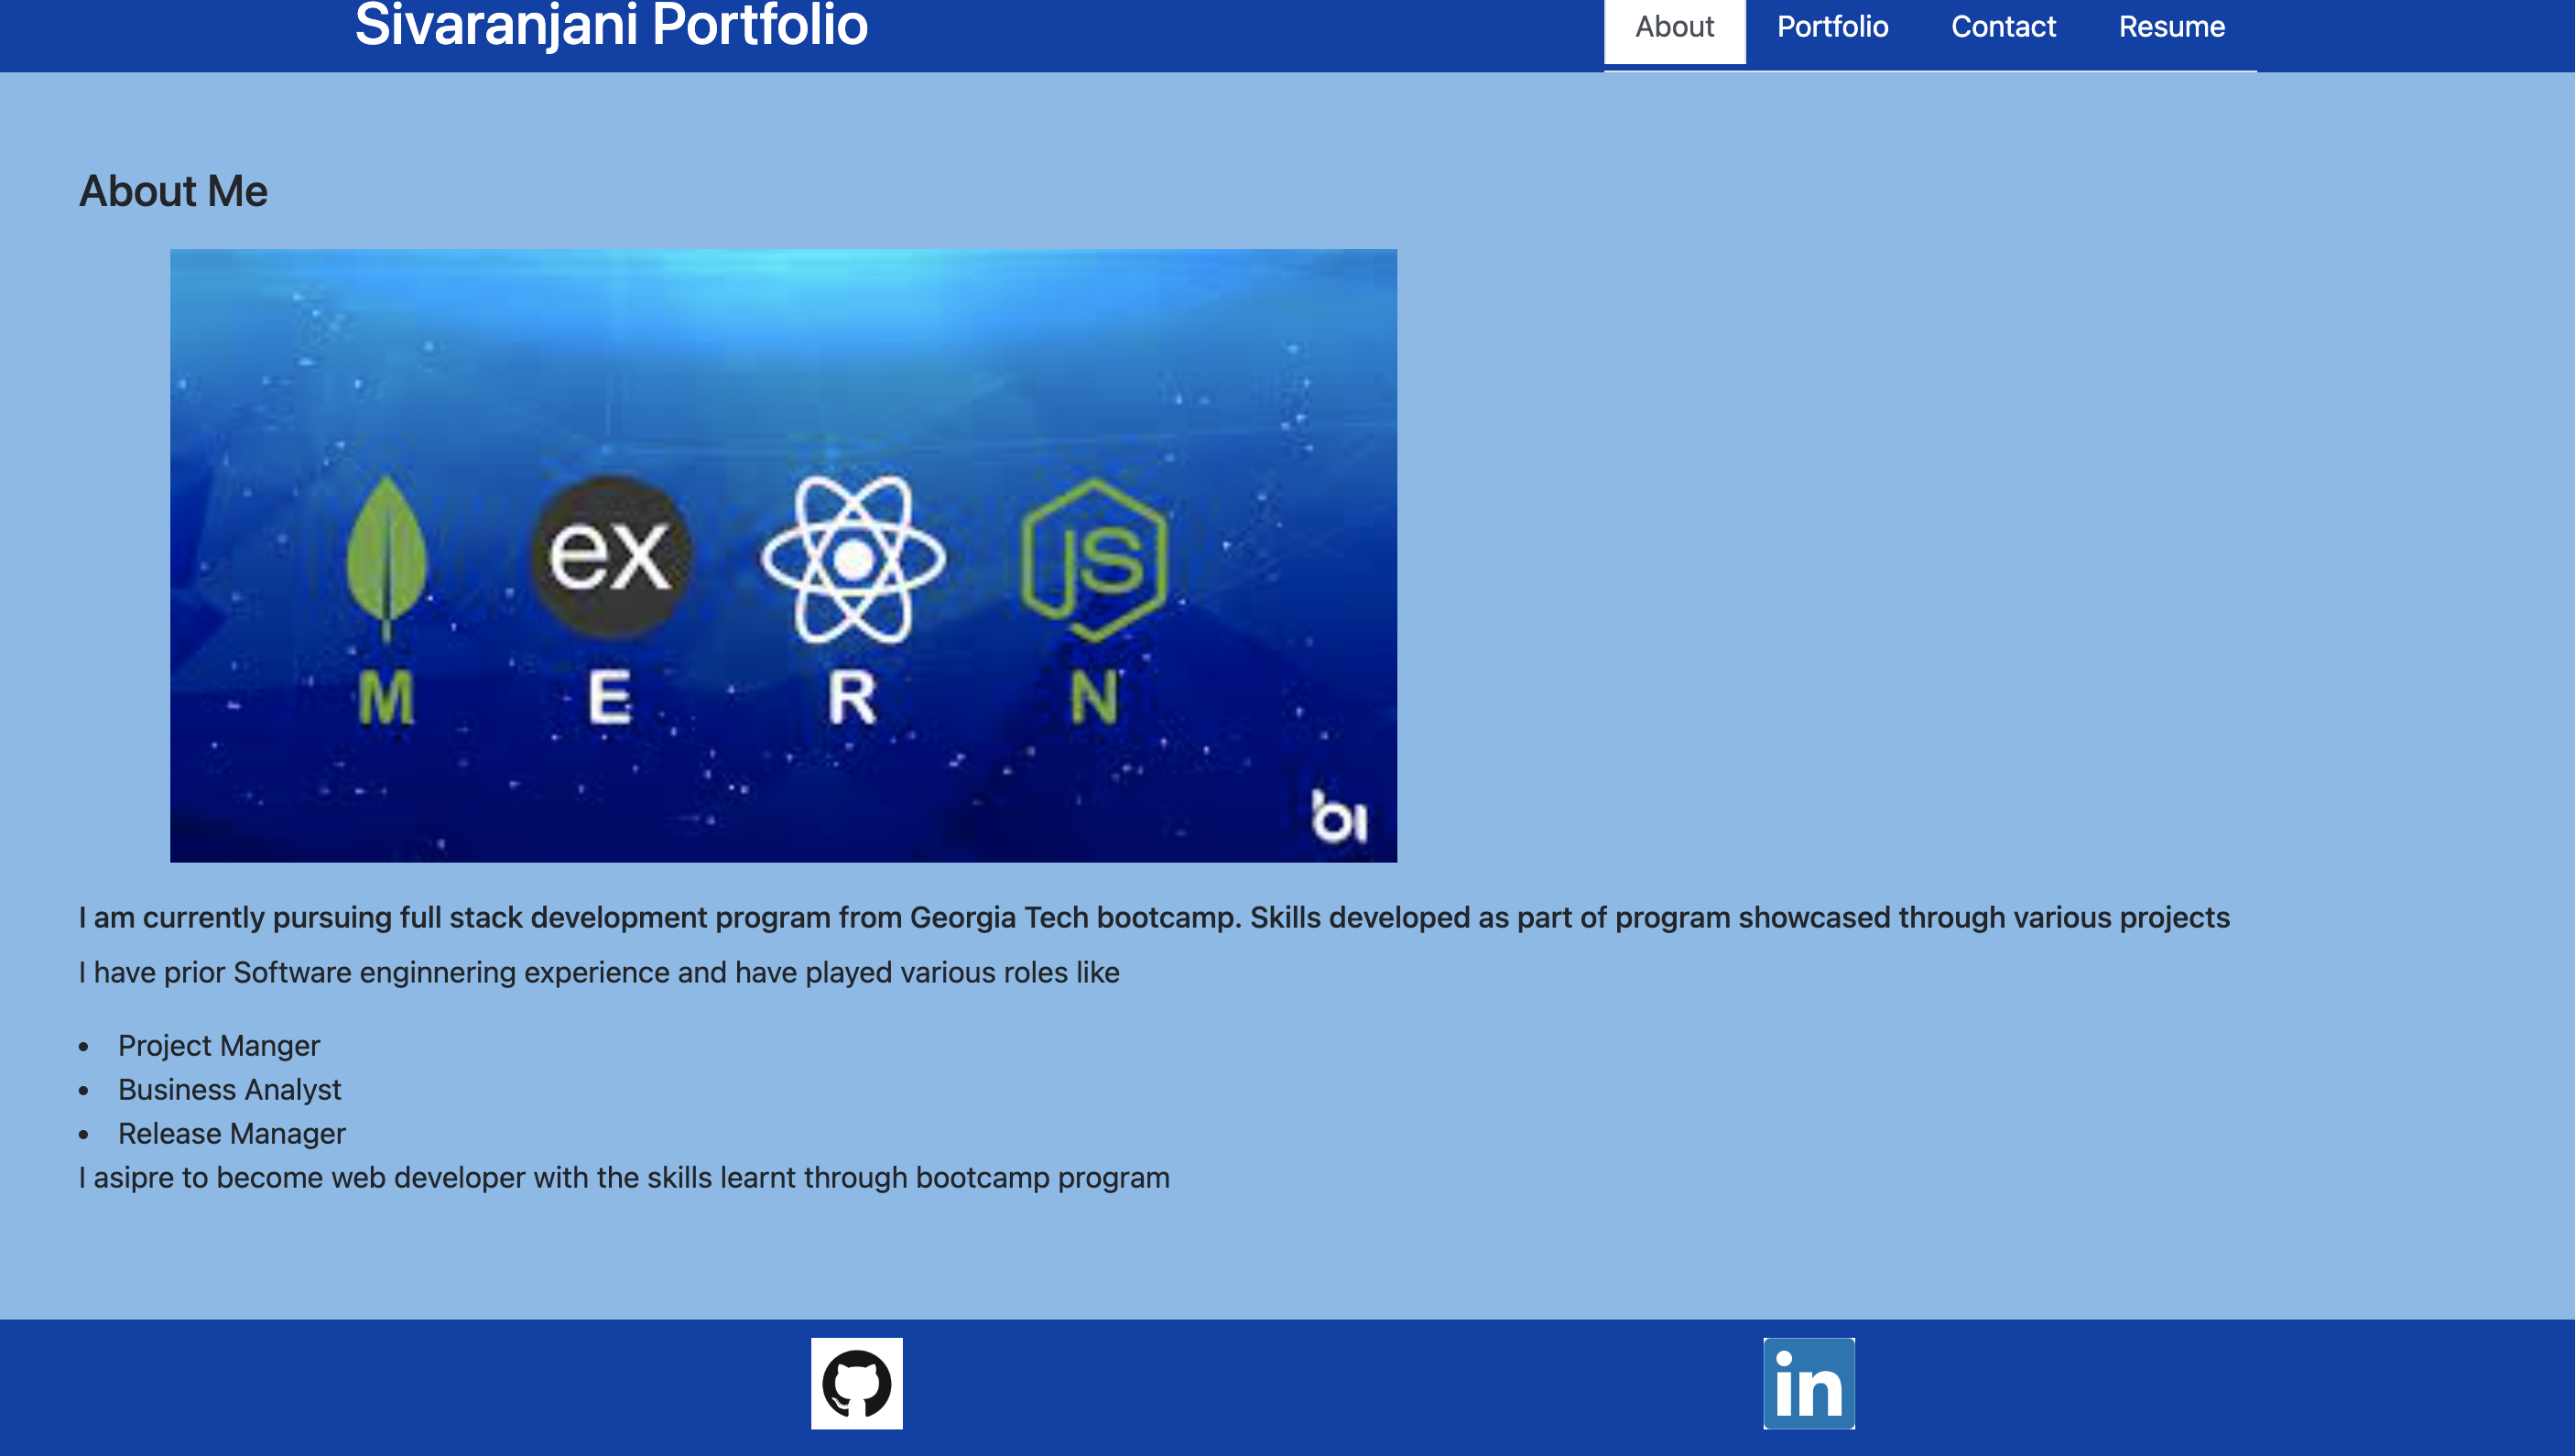 Sivaranjani Portfolio
About Portfolio Contact Resume
About Me
ex
JS
M E R N
bi
I am currently pursuing full stack development program from Georgia Tech bootcamp. Skills developed as part of program showcased through various projects
I have prior Software enginnering experience and have played various roles like
• Project Manger
• Business Analyst
• Release Manager
I asipre to become web developer with the skills learnt through bootcamp program
in